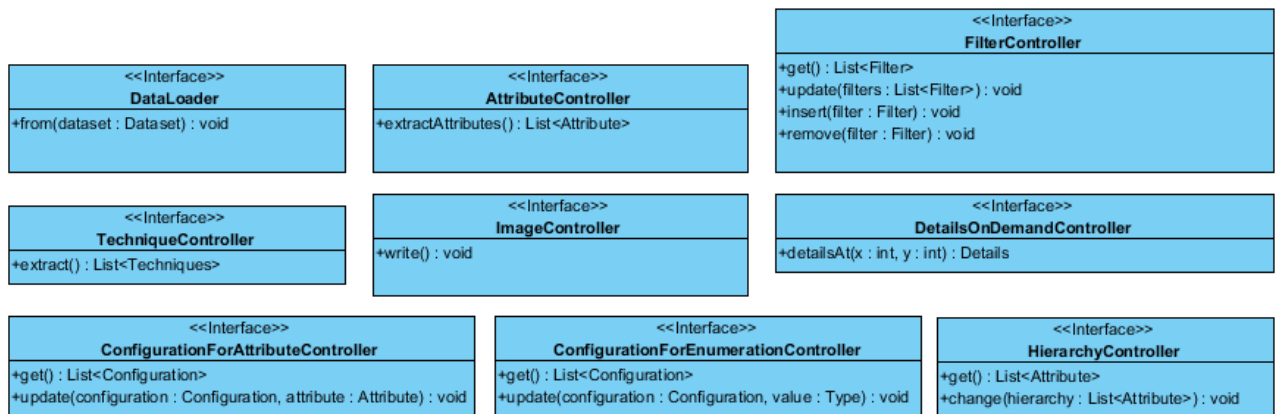 <<Interface>>
DataLoader
+from(dataset : Dataset) : void
<<Interface>>
AttributeController
+extractAttributes() : List<Attribute>
<<Interface>>
FilterController
+get() : List<Filter>
+update(filters : List<Filter>) : void
+insert(filter : Filter) : void
+remove(filter : Filter) : void
<<Interface>>
TechniqueController
+extract() : List<Techniques>
<<Interface>>
ImageController
+write() : void
<<Interface>>
DetailsOnDemandController
+detailsAt(x : int, y : int) : Details
<<Interface>>
ConfigurationForAttributeController
+get() : List<Configuration>
+update(configuration : Configuration, attribute : Attribute) : void
<<Interface>>
ConfigurationForEnumerationController
+get() : List<Configuration>
+update(configuration : Configuration, value : Type) : void
<<Interface>>
HierarchyController
+get() : List<Attribute>
+change(hierarchy : List<Attribute>) : void